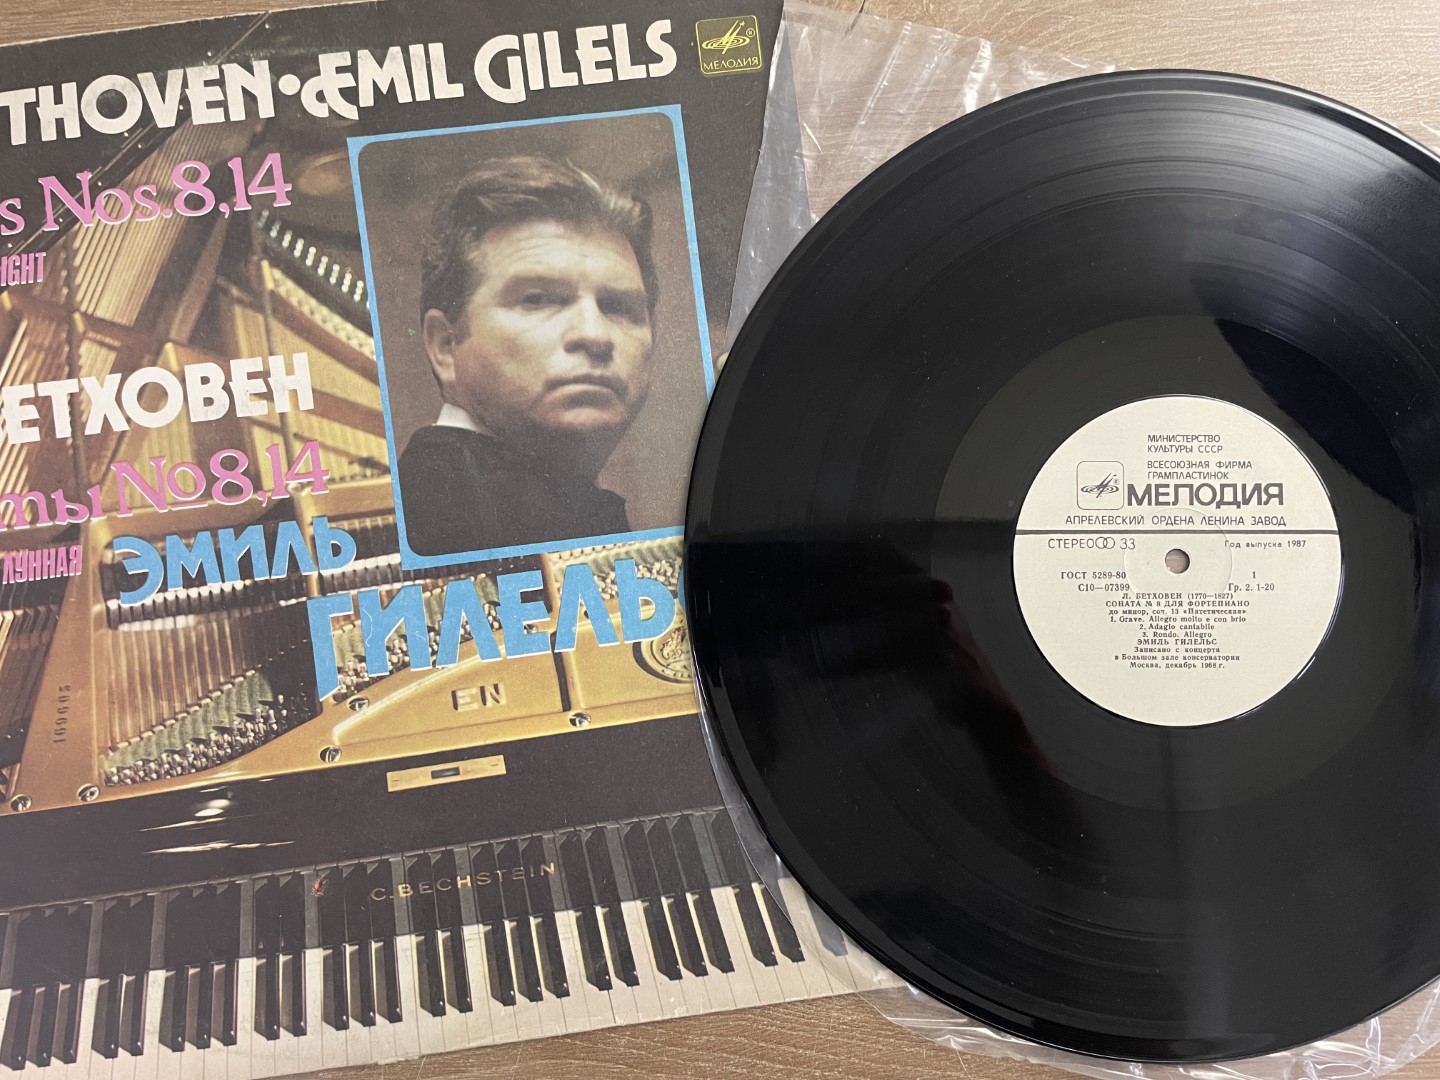 THOVEN·EMIL GILELS
МЕЛОДИЯ
s Nos.8,14
IGHT
ЕТХОВЕН
ты №8,14
ЛУННАЯ
ЭМИЛЬ
ГИЛЕЛЬС
169605
EN
C. BECHSTEIN
МИНИСТЕРСТВО
КУЛЬТУРЫ СССР
ВСЕСОЮЗНАЯ ФИРМА
ГРАМПЛАСТИНОК
МЕЛОДИЯ
АПРЕЛЕВСКИЙ ОРДЕНА ЛЕНИНА ЗАВОД
СТЕРЕО 33 Год выпуска 1987
ГОСТ 5289-80 1
С10—07399 Гр. 2. 1-20
Л. БЕТХОВЕН (1770—1827)
СОНАТА № 8 ДЛЯ ФОРТЕПИАНО
до минор, соч. 13 «Патетическая»
1. Grave. Allegro molto e con brio
2. Adagio cantabile
3. Rondo. Allegro
ЭМИЛЬ ГИЛЕЛЬС
Записано с концерта
в Большом зале консерватории
Москва, декабрь 1968 г.